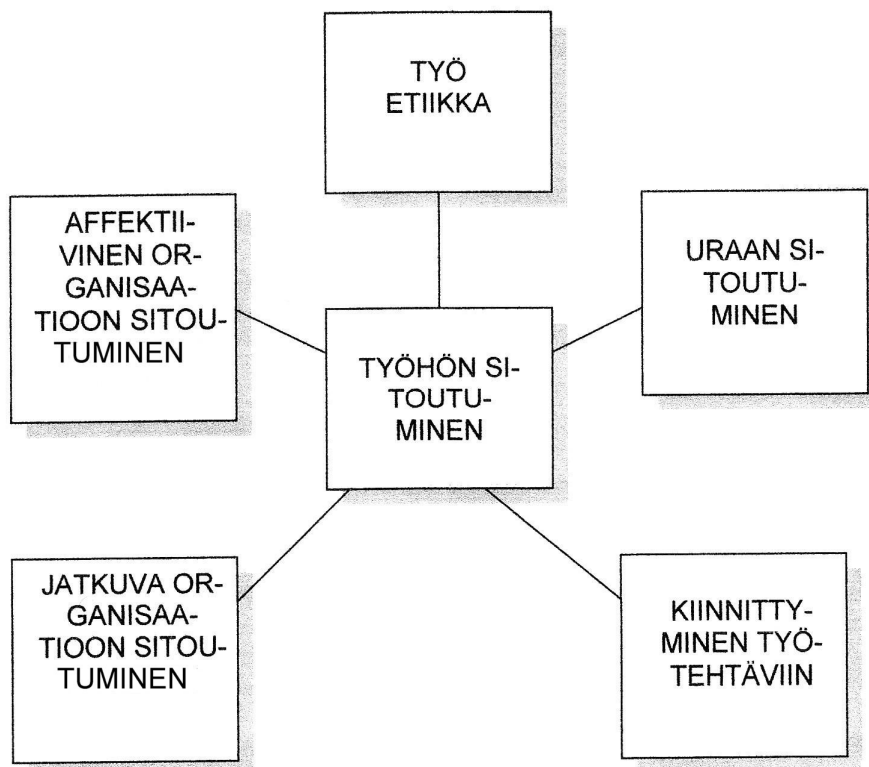 TYÖ
ETIIKKA
AFFEKTII-
VINEN OR-
GANISAA-
TIOON SITOU-
TUMINEN
URAAN SI-
TOUTU-
MINEN
TYÖHÖN SI-
TOUTU-
MINEN
JATKUVA OR-
GANISAA-
TIOON SITOU-
TUMINEN
KIINNITTY-
MINEN TYÖ-
TEHTÄVIIN